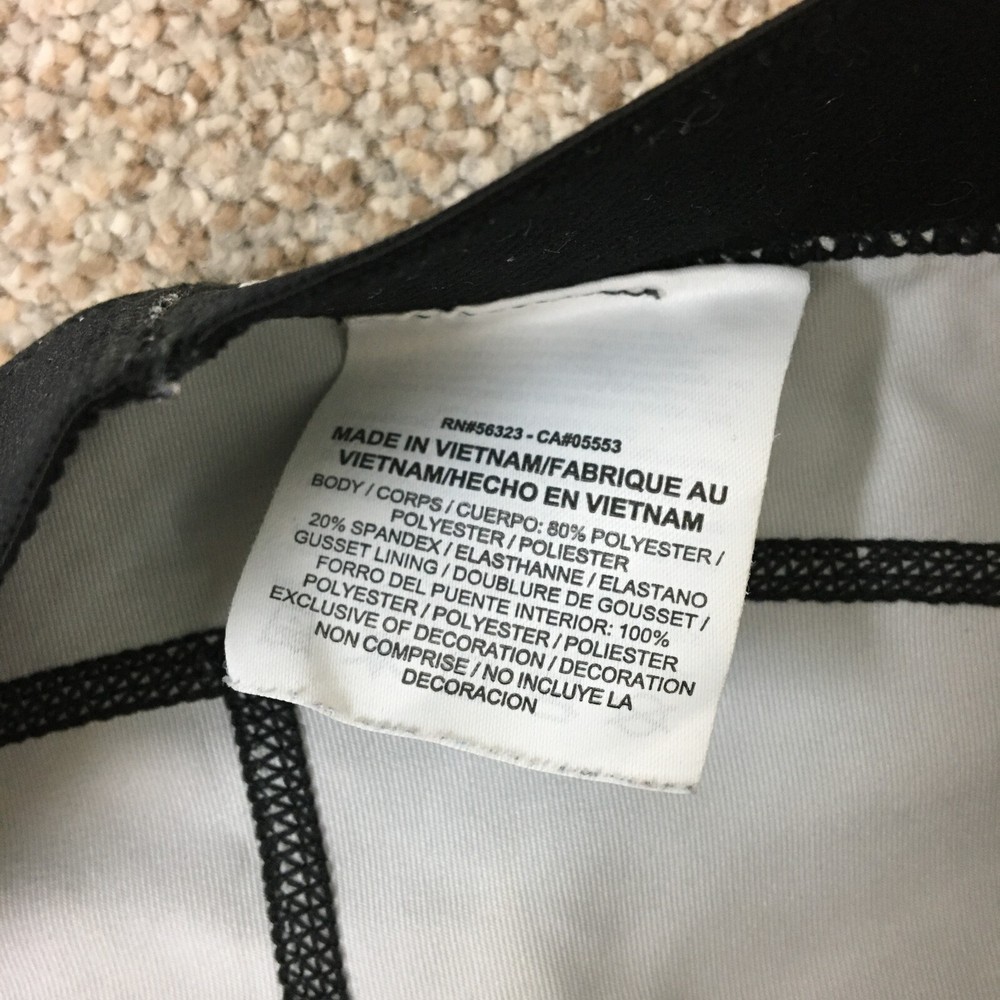 RN#56323 - CA#05553
MADE IN VIETNAM/FABRIQUE AU
VIETNAM/HECHO EN VIETNAM
BODY / CORPS / CUERPO: 80% POLYESTER /
POLYESTER / POLIESTER
20% SPANDEX / ELASTHANNE / ELASTANO
GUSSET LINING / DOUBLURE DE GOUSSET /
FORRO DEL PUENTE INTERIOR: 100%
POLYESTER / POLYESTER / POLIESTER
EXCLUSIVE OF DECORATION / DECORATION
NON COMPRISE / NO INCLUYE LA
DECORACION